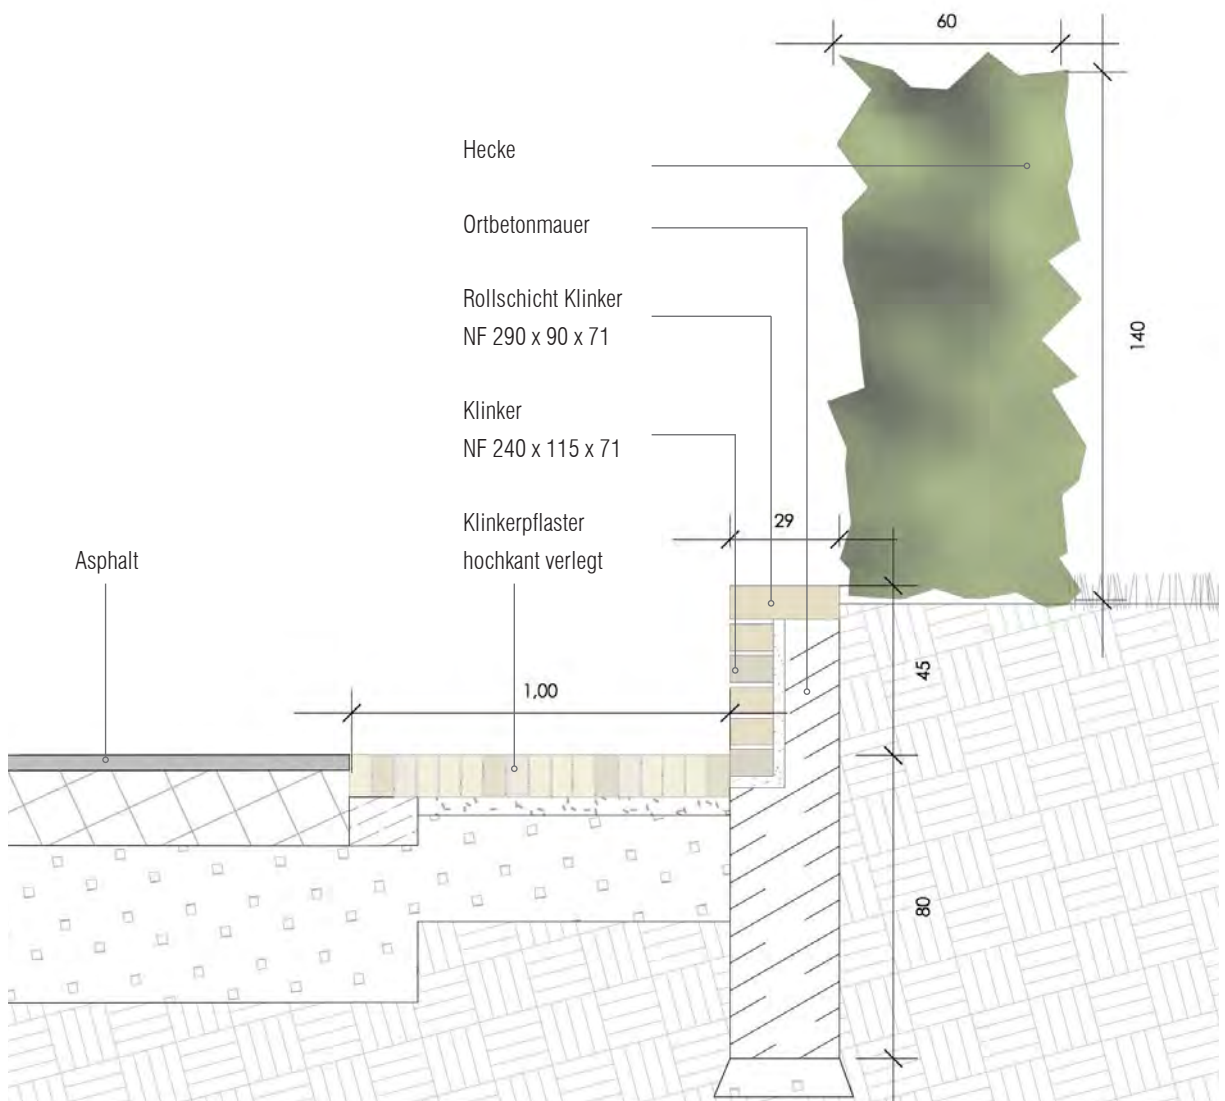 60
Hecke
Ortbetonmauer
Rollschicht Klinker
NF 290 x 90 x 71
140
Klinker
NF 240 x 115 x 71
Klinkerpflaster
hochkant verlegt
29
Asphalt
45
1,00
80